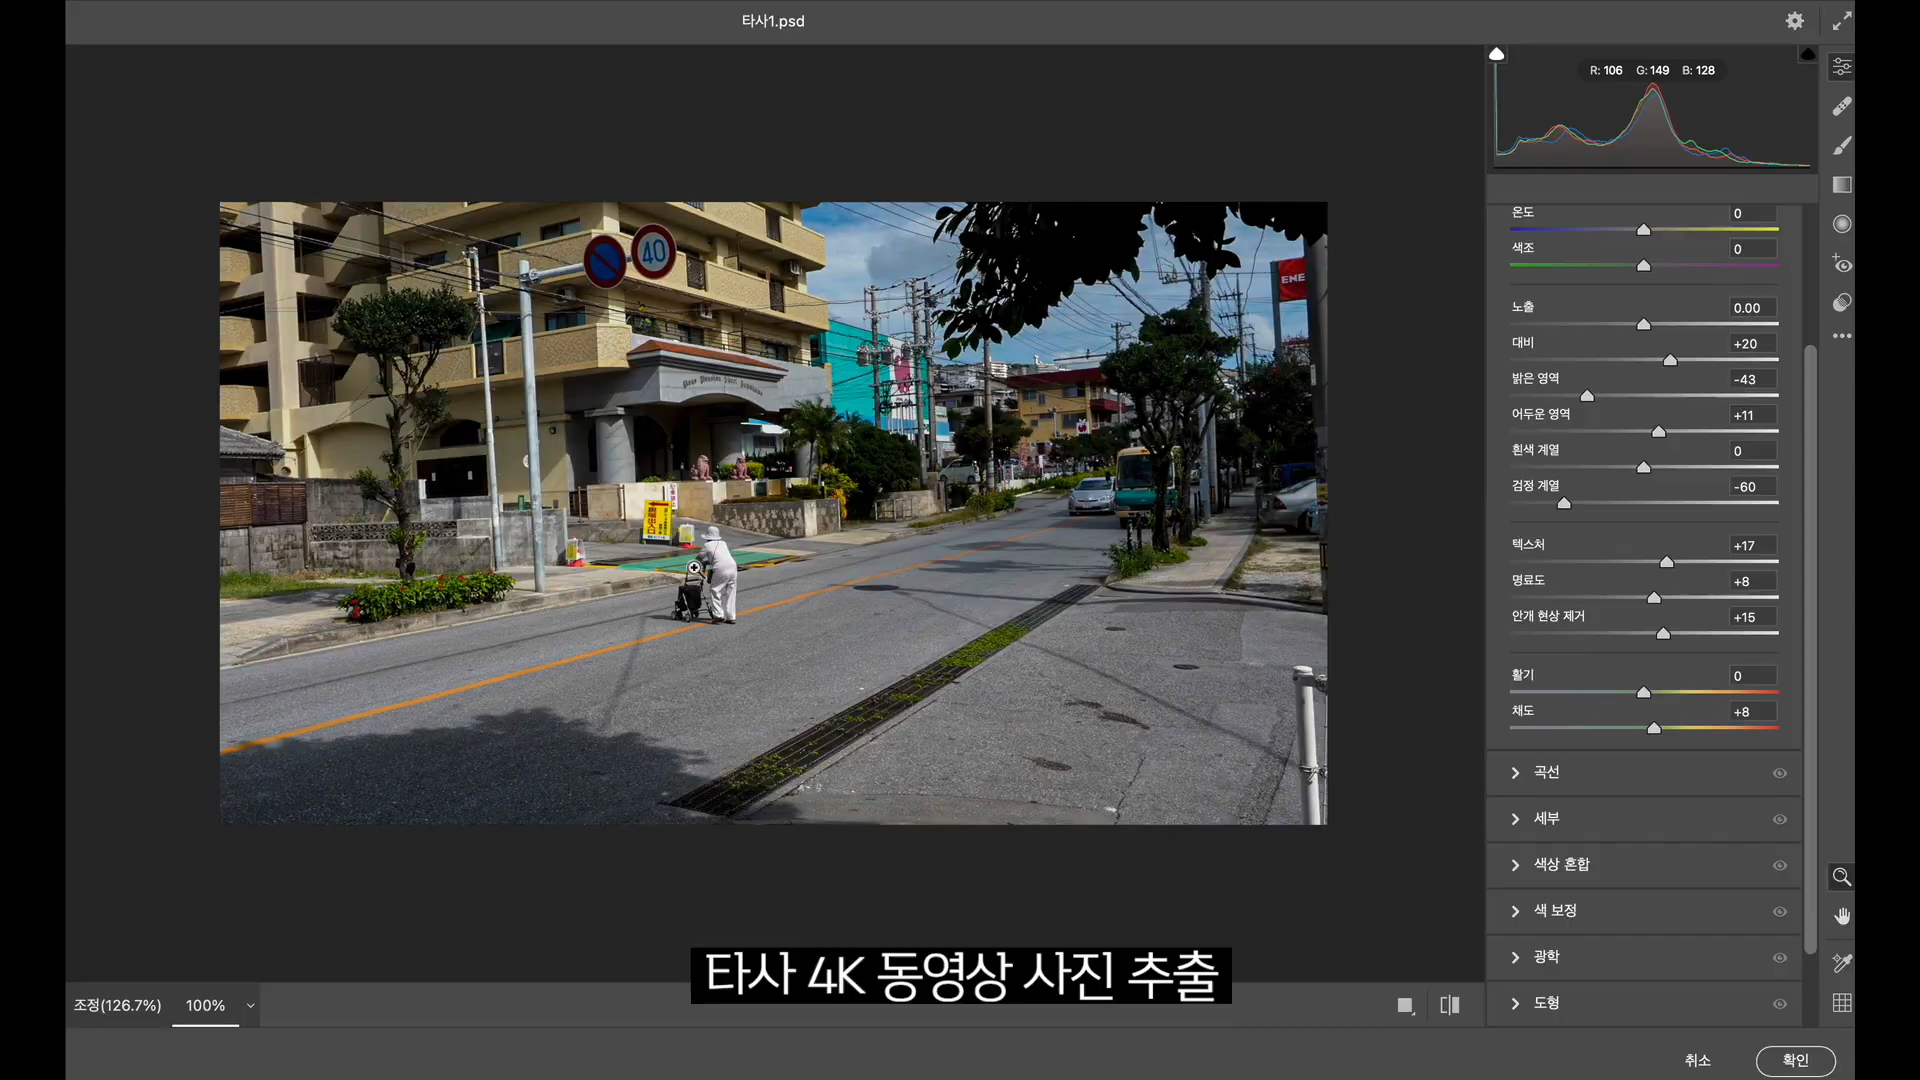 타사1.psd
R: 106 G: 149 B: 128
온도 0
색조 0
노출 0.00
대비 +20
밝은 영역 -43
어두운 영역 +11
흰색 계열 0
검정 계열 -60
텍스처 +17
명료도 +8
안개 현상 제거 +15
활기 0
채도 +8
곡선
세부
색상 혼합
색 보정
광학
도형
40
ENE
타사 4K 동영상 사진 추출
조정(126.7%) 100%
취소 확인